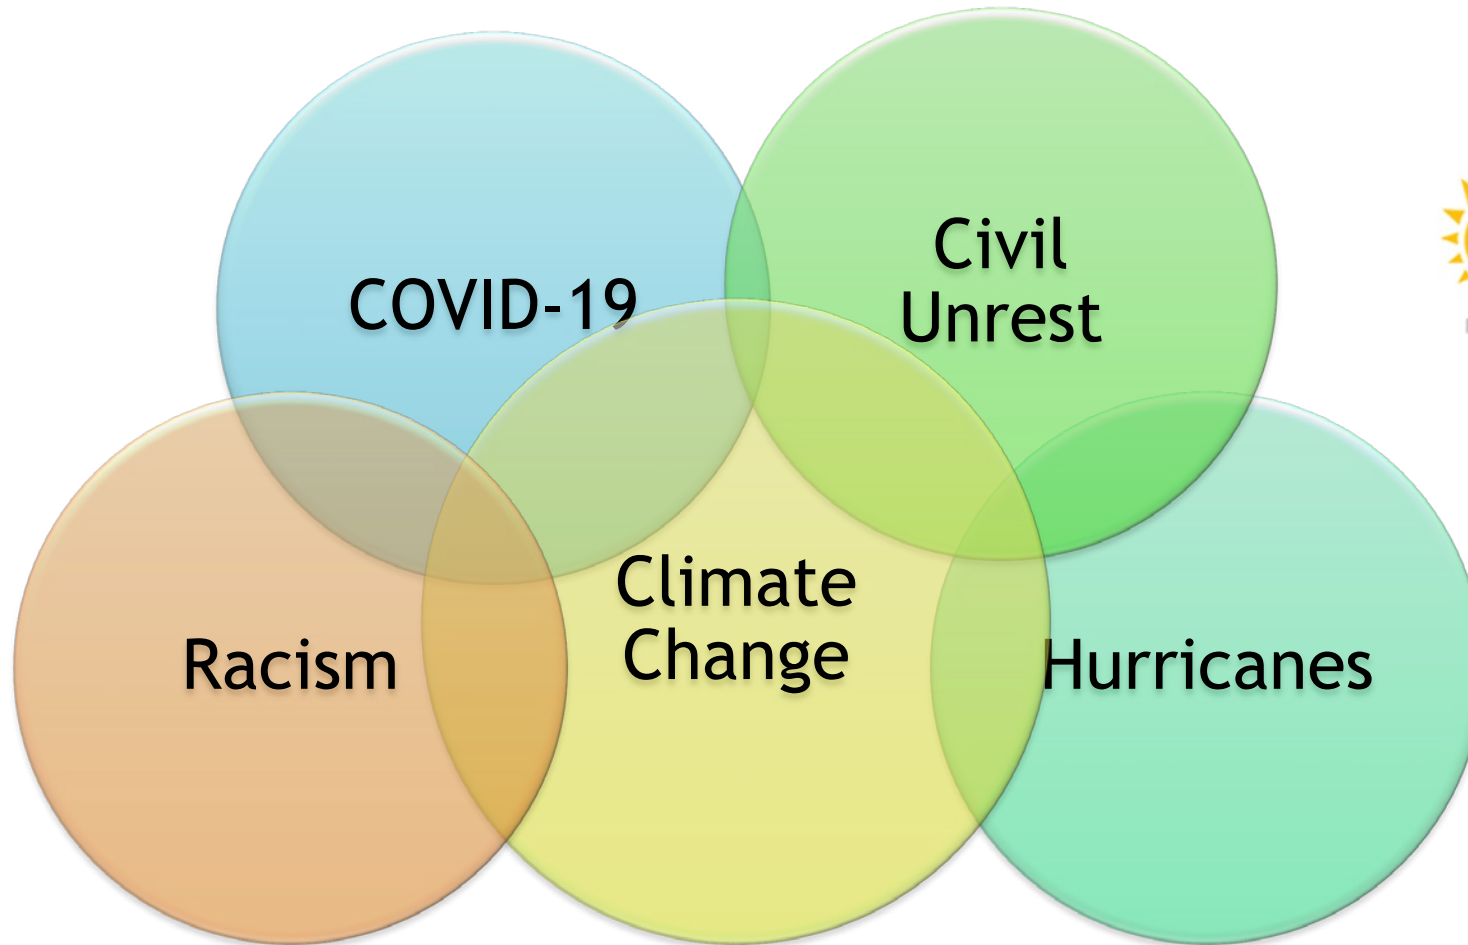 COVID-19
Civil
Unrest
Racism
Climate
Change
Hurricanes